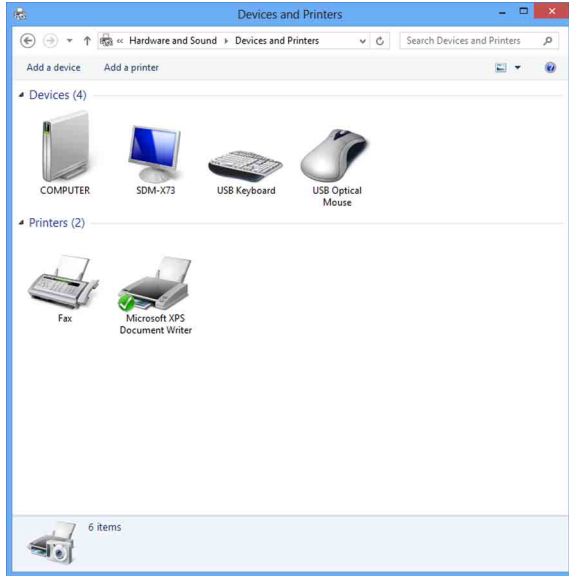 Devices and Printers
« Hardware and Sound ▸ Devices and Printers
Search Devices and Printers
Add a device
Add a printer
Devices (4)
COMPUTER
SDM-X73
USB Keyboard
USB Optical
Mouse
Printers (2)
Fax
Microsoft XPS
Document Writer
6 items